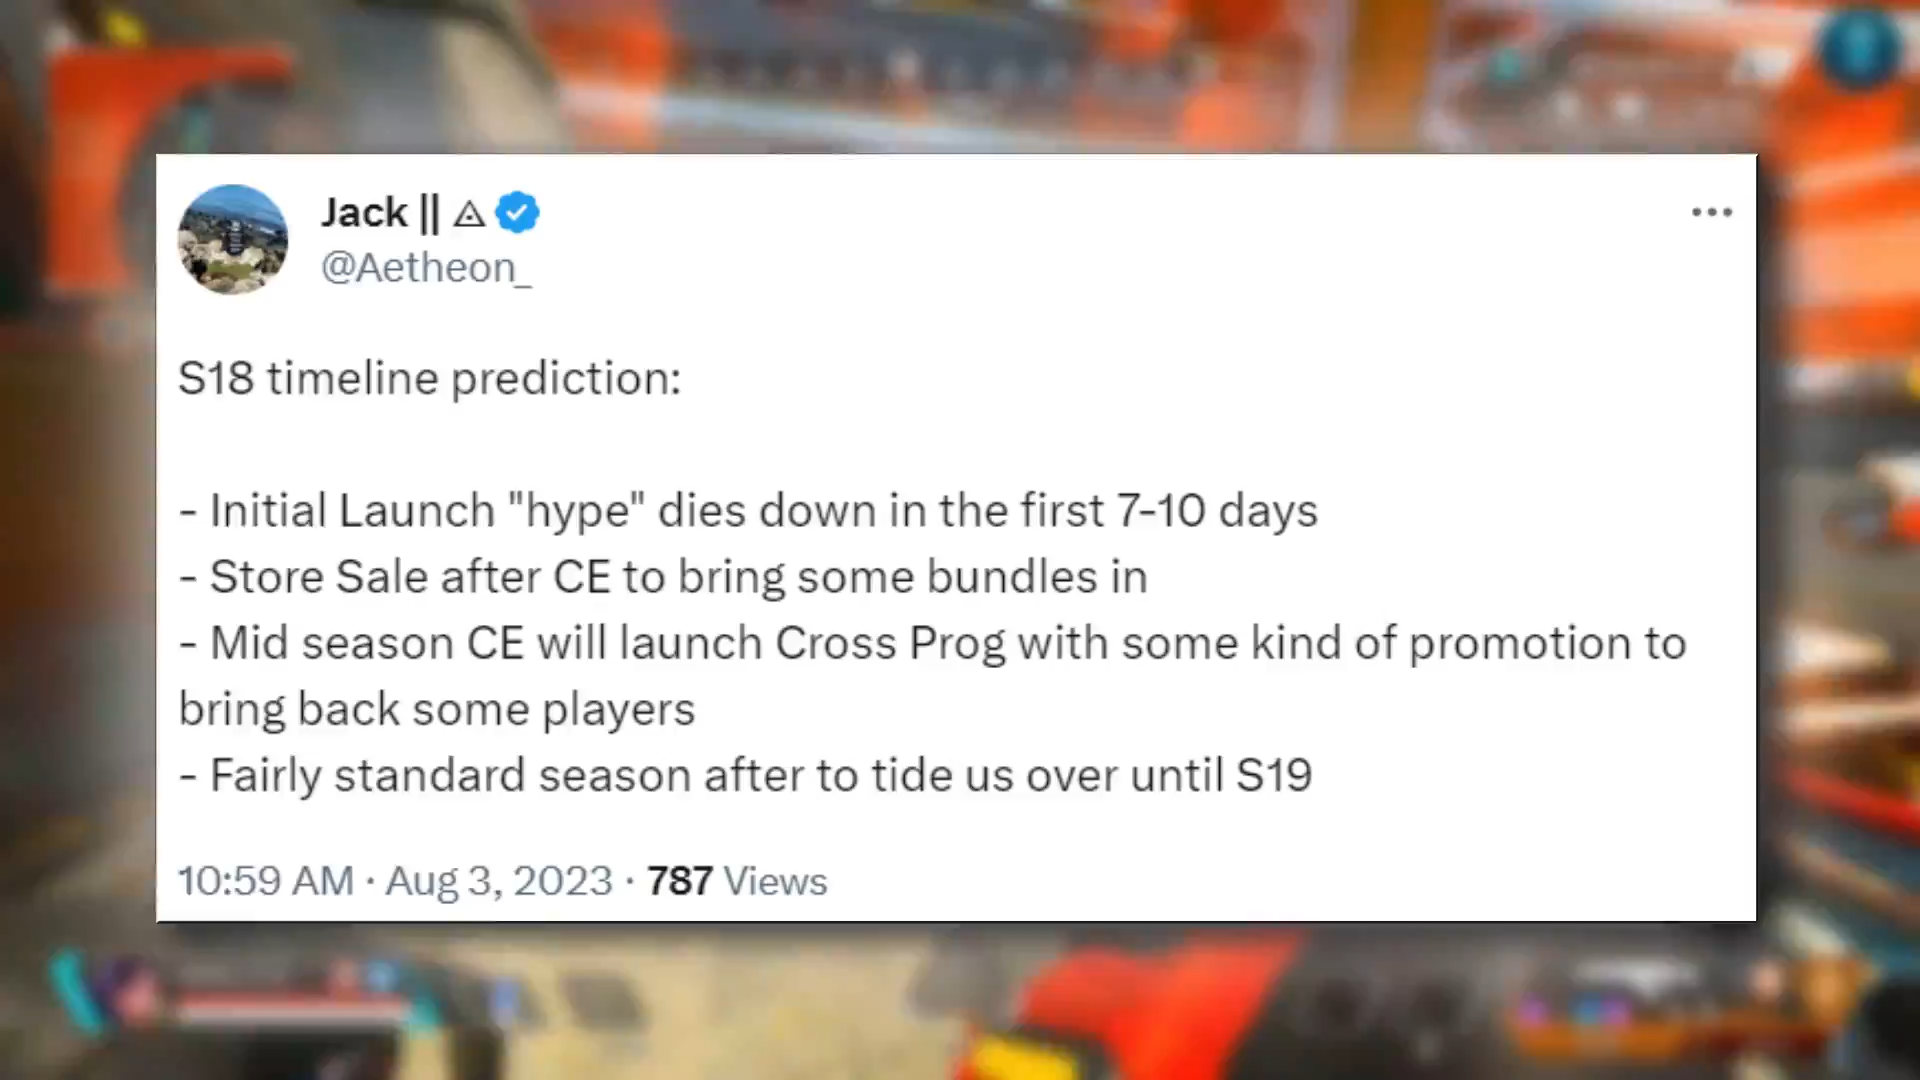 Jack || ⟁
@Aetheon_
S18 timeline prediction:
- Initial Launch "hype" dies down in the first 7-10 days
- Store Sale after CE to bring some bundles in
- Mid season CE will launch Cross Prog with some kind of promotion to
bring back some players
- Fairly standard season after to tide us over until S19
10:59 AM · Aug 3, 2023 · 787 Views